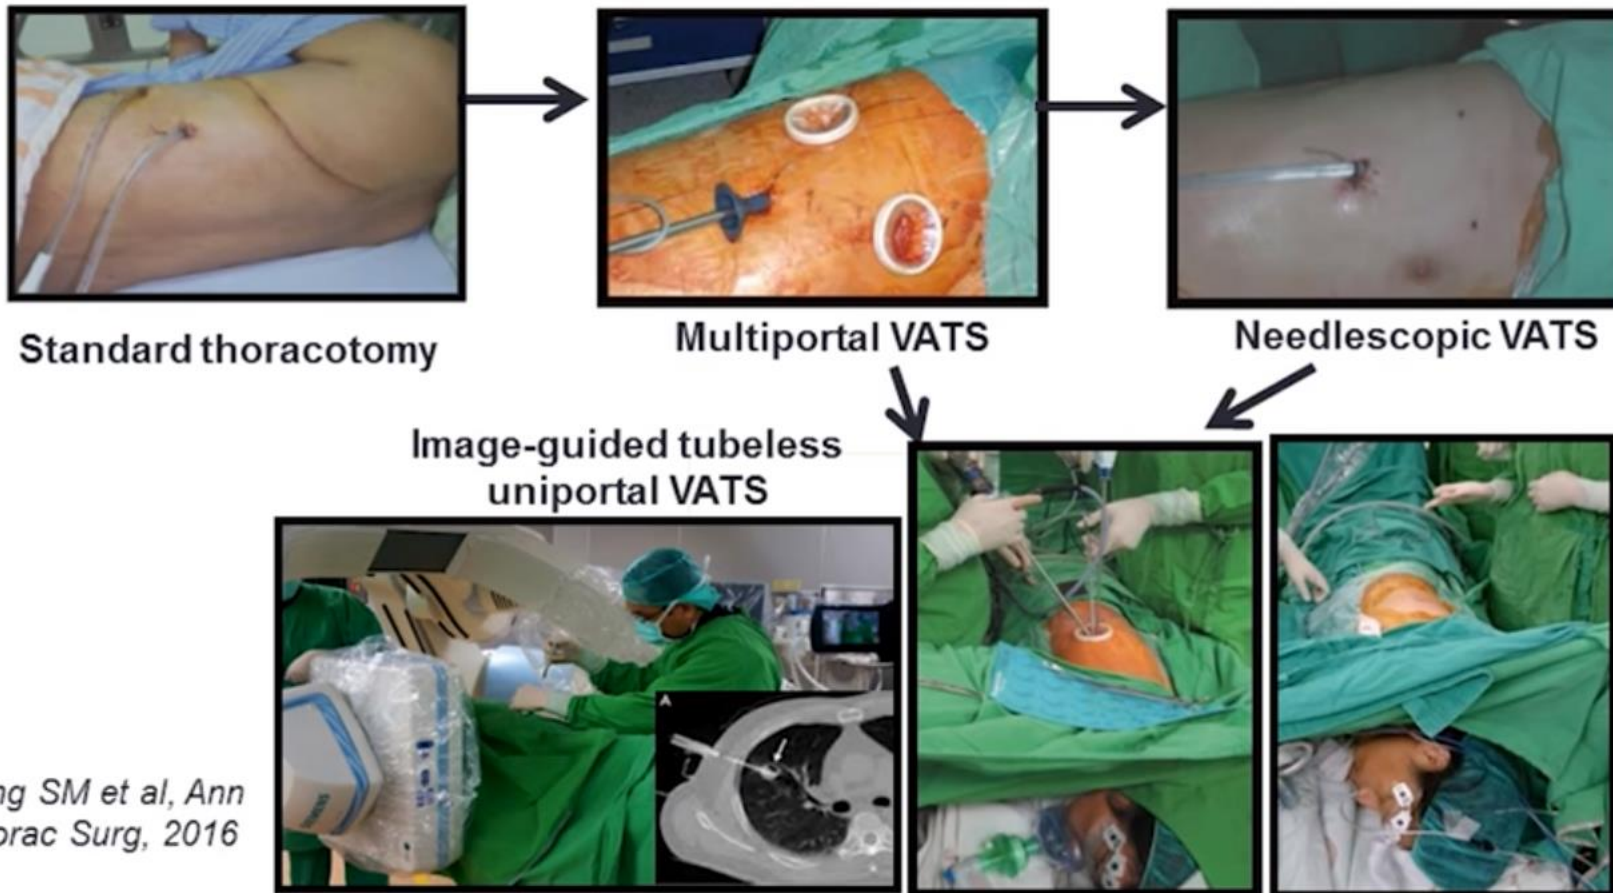 Standard thoracotomy
Multiportal VATS
Needlescopic VATS
Image-guided tubeless
uniportal VATS
A
ng SM et al, Ann
orac Surg, 2016